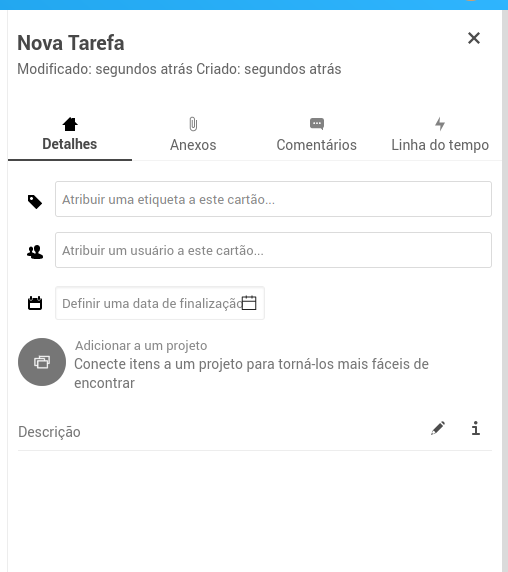 Nova Tarefa
Modificado: segundos atrás Criado: segundos atrás
Detalhes
Anexos
Comentários
Linha do tempo
Atribuir uma etiqueta a este cartão...
Atribuir um usuário a este cartão...
Definir uma data de finalização
Adicionar a um projeto
Conecte itens a um projeto para torná-los mais fáceis de
encontrar
Descrição